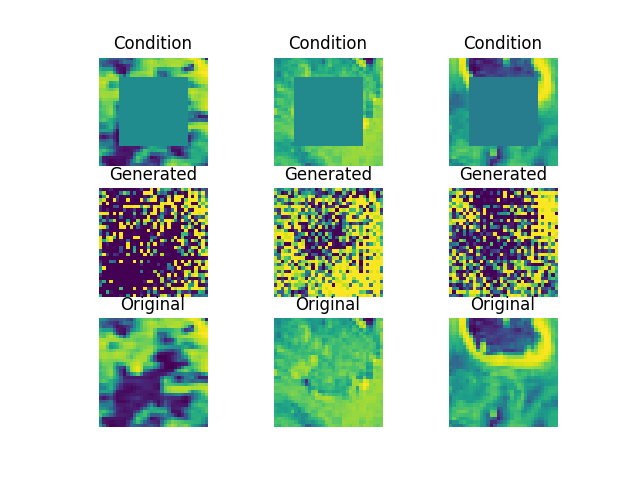 Condition Condition Condition
Generated Generated Generated
Original Original Original